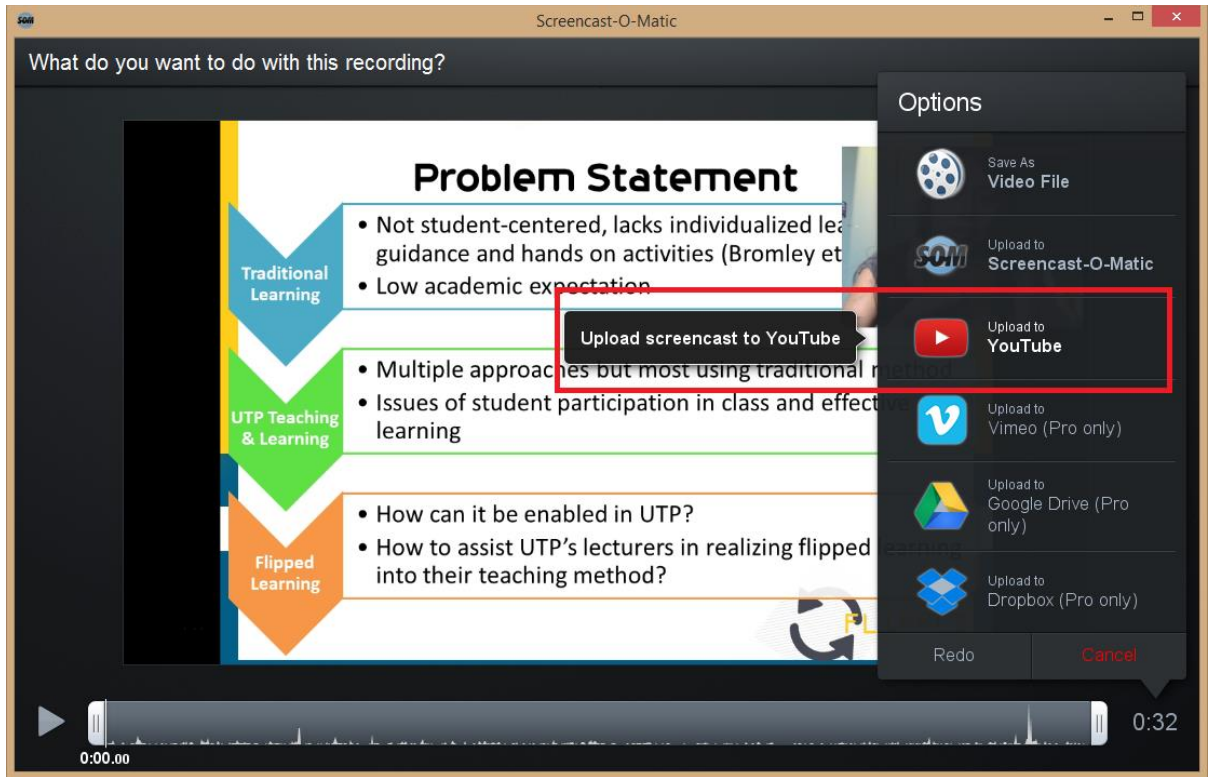 SOM
Screencast-O-Matic
What do you want to do with this recording?
Options
Save As
Video File
Upload to
Screencast-O-Matic
SOM
Upload to
YouTube
Upload screencast to YouTube
Upload to
Vimeo (Pro only)
Upload to
Google Drive (Pro
only)
Upload to
Dropbox (Pro only)
Redo
Cancel
Problem Statement
Traditional
Learning
• Not student-centered, lacks individualized lea
guidance and hands on activities (Bromley et
• Low academic expectation
UTP Teaching
& Learning
• Multiple approaches but most using traditional method
• Issues of student participation in class and effective
learning
Flipped
Learning
• How can it be enabled in UTP?
• How to assist UTP's lecturers in realizing flipped learning
into their teaching method?
FL
0:00.00
0:32